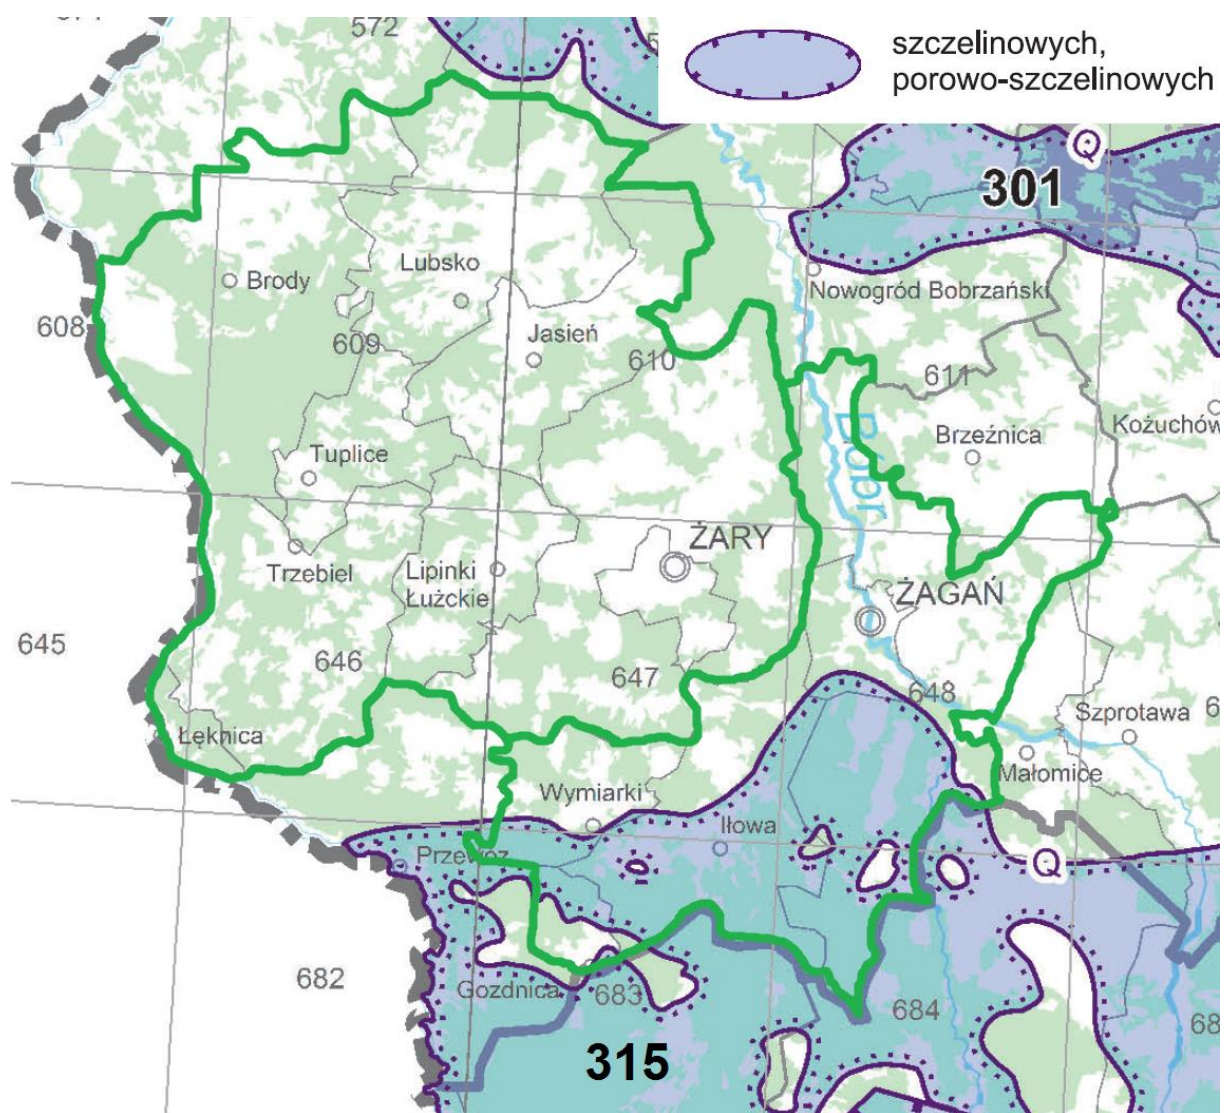 572
szczelinowych,
porowo-szczelinowych
Q
301
Brody
Lubsko
Nowogród Bobrzański
608
609
Jasień
610
611
Tuplice
Brzeźnica
Kożuchów
Bóbr
ŻARY
Trzebiel
Lipinki
Łużckie
ŻAGAŃ
645
646
647
648
Szprotawa
Łęknica
Małomice
Wymiarki
Iłowa
Przewoz
Q
682
Gozdnica
683
684
315